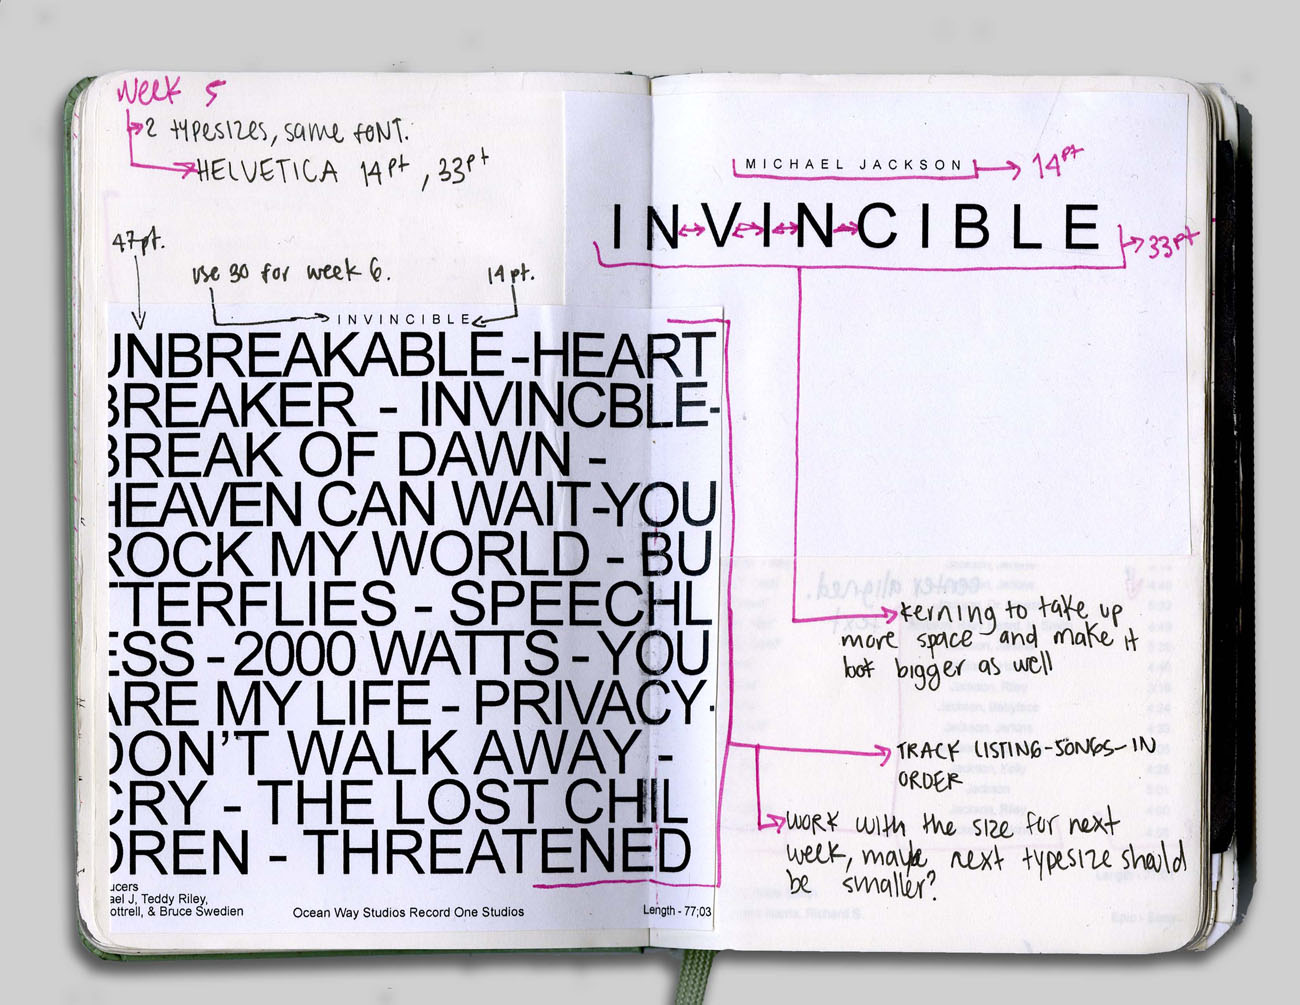 week 5
2 typesizes, same font.
HELVETICA 14pt, 33pt
47pt.
use 30 for week 6.
14pt.
INVINCIBLE
UNBREAKABLE-HEART
BREAKER - INVINCBLE-
BREAK OF DAWN -
HEAVEN CAN WAIT-YOU
ROCK MY WORLD - BU
TTERFLIES - SPEECHL
ESS - 2000 WATTS - YOU
ARE MY LIFE - PRIVACY-
DON'T WALK AWAY -
CRY - THE LOST CHIL
DREN - THREATENED
ucers
ael J, Teddy Riley,
ottrell, & Bruce Swedien
Ocean Way Studios Record One Studios
Length - 77;03
MICHAEL JACKSON
14pt
INVINCIBLE
33pt
center aligned.
kerning to take up
more space and make it
bot bigger as well
TRACK LISTING-SONGS-IN
ORDER
WORK with the size for next
week, maybe next typesize should
be smaller?